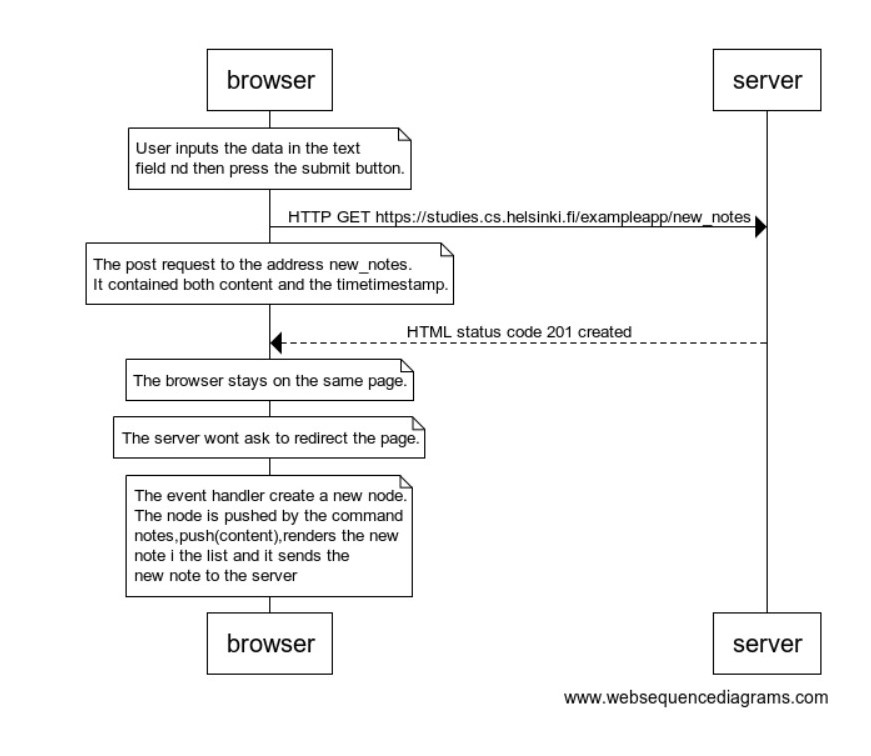 browser
server
User inputs the data in the text
field nd then press the submit button.
HTTP GET https://studies.cs.helsinki.fi/exampleapp/new_notes
The post request to the address new_notes.
It contained both content and the timetimestamp.
HTML status code 201 created
The browser stays on the same page.
The server wont ask to redirect the page.
The event handler create a new node.
The node is pushed by the command
notes,push(content),renders the new
note i the list and it sends the
new note to the server
browser
server
www.websequencediagrams.com